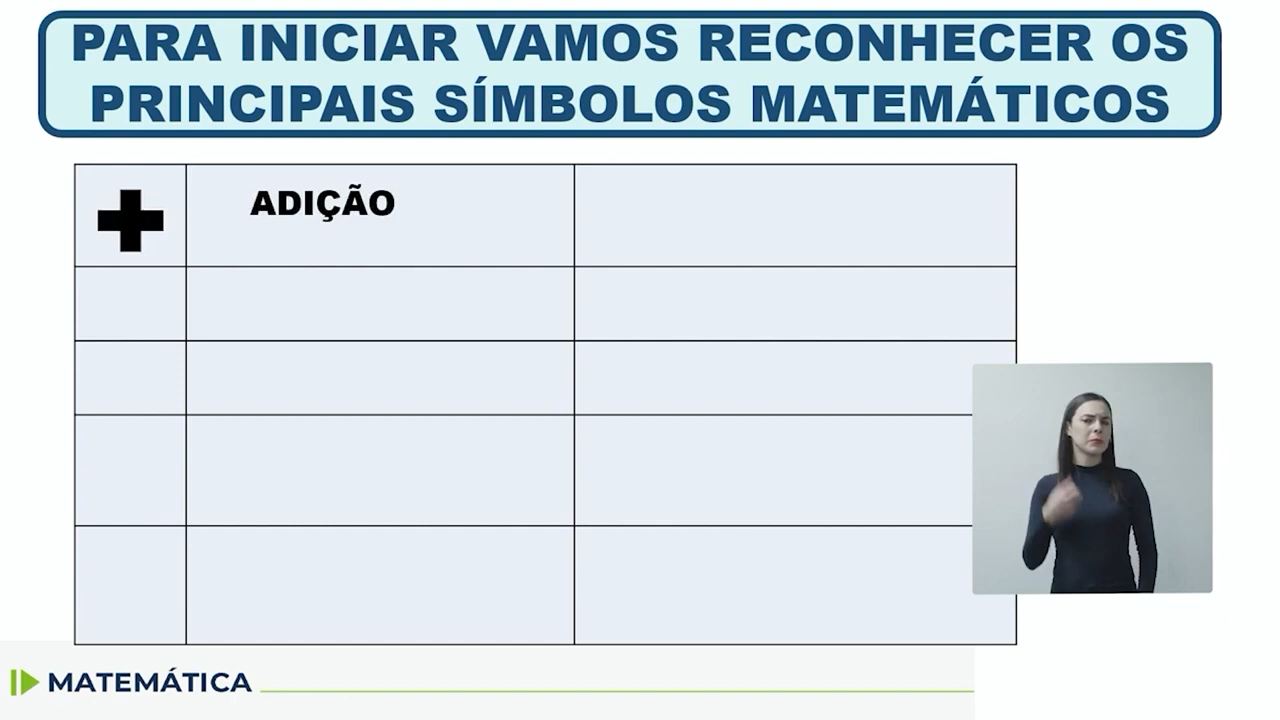 PARA INICIAR VAMOS RECONHECER OS
PRINCIPAIS SÍMBOLOS MATEMÁTICOS
+ ADIÇÃO
MATEMÁTICA